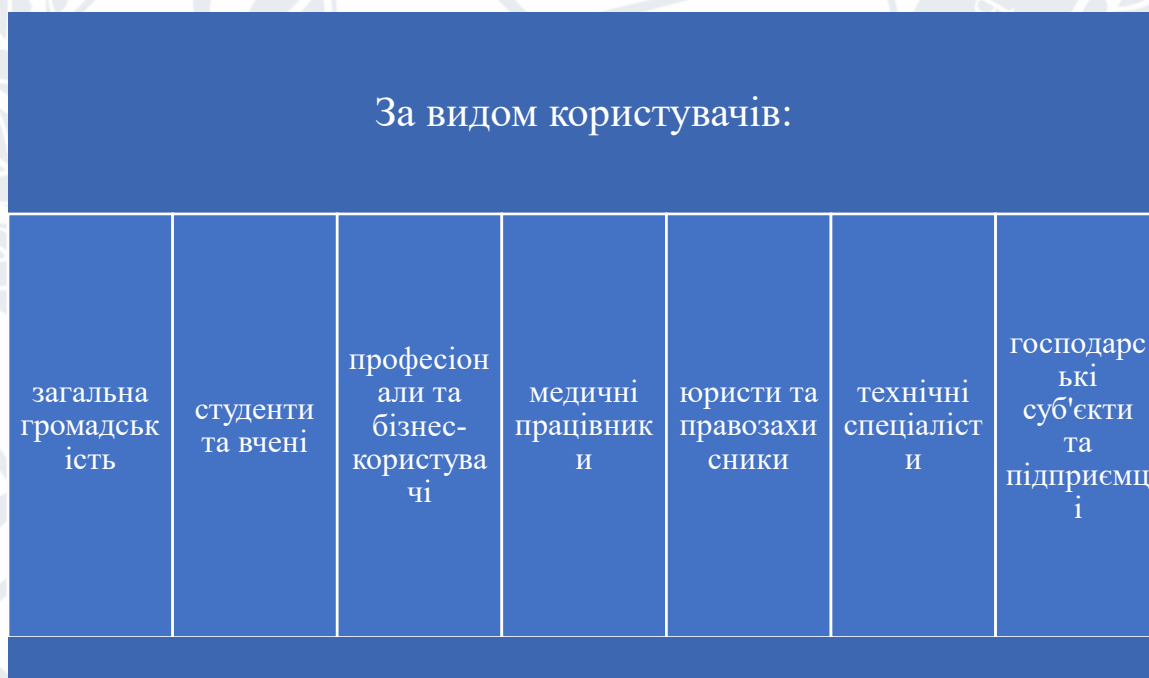 За видом користувачів:
загальна
громадськ
ість
студенти
та вчені
професіон
али та
бізнес-
користува
чі
медичні
працівник
и
юристи та
правозахи
сники
технічні
спеціаліст
и
господарс
ькі
суб'єкти
та
підприємц
і